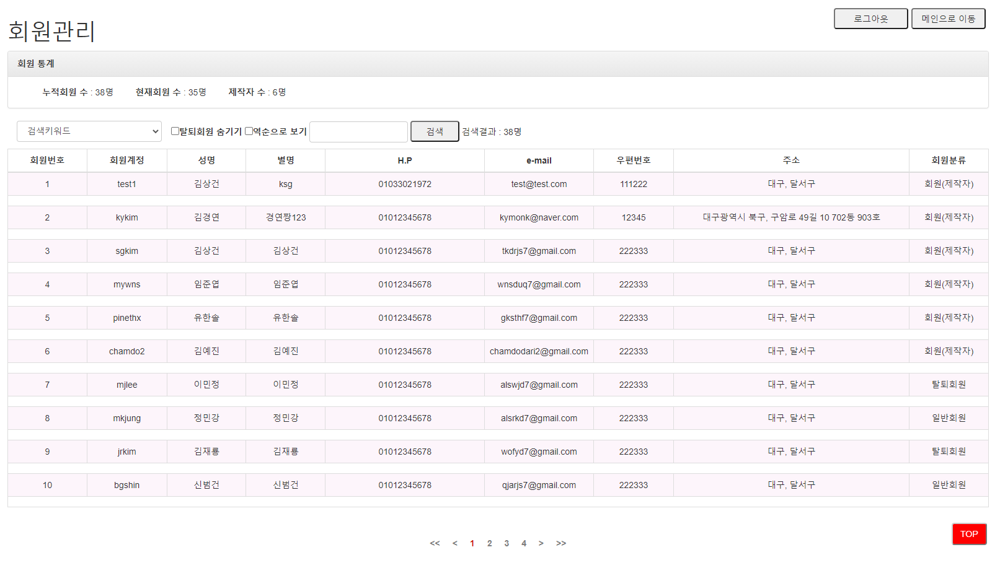 로그아웃 메인으로 이동
회원관리
회원 통계
누적회원 수 : 38명 현재회원 수 : 35명 제작자 수 : 6명
검색키워드 탈퇴회원 숨기기 역순으로 보기 검색 검색결과 : 38명
회원번호 회원계정 성명 별명 H.P e-mail 우편번호 주소 회원분류
1 test1 김상건 ksg 01033021972 test@test.com 111222 대구, 달서구 회원(제작자)
2 kykim 김경연 경연짱123 01012345678 kymonk@naver.com 12345 대구광역시 북구, 구암로 49길 10 702동 903호 회원(제작자)
3 sgkim 김상건 김상건 01012345678 tkdrjs7@gmail.com 222333 대구, 달서구 회원(제작자)
4 mywns 임준엽 임준엽 01012345678 wnsduq7@gmail.com 222333 대구, 달서구 회원(제작자)
5 pinethx 유한솔 유한솔 01012345678 gksthf7@gmail.com 222333 대구, 달서구 회원(제작자)
6 chamdo2 김예진 김예진 01012345678 chamdodari2@gmail.com 222333 대구, 달서구 회원(제작자)
7 mjlee 이민정 이민정 01012345678 alswjd7@gmail.com 222333 대구, 달서구 탈퇴회원
8 mkjung 정민강 정민강 01012345678 alsrkd7@gmail.com 222333 대구, 달서구 일반회원
9 jrkim 김재룡 김재룡 01012345678 wofyd7@gmail.com 222333 대구, 달서구 탈퇴회원
10 bgshin 신범건 신범건 01012345678 qjarjs7@gmail.com 222333 대구, 달서구 일반회원
TOP
<< < 1 2 3 4 > >>